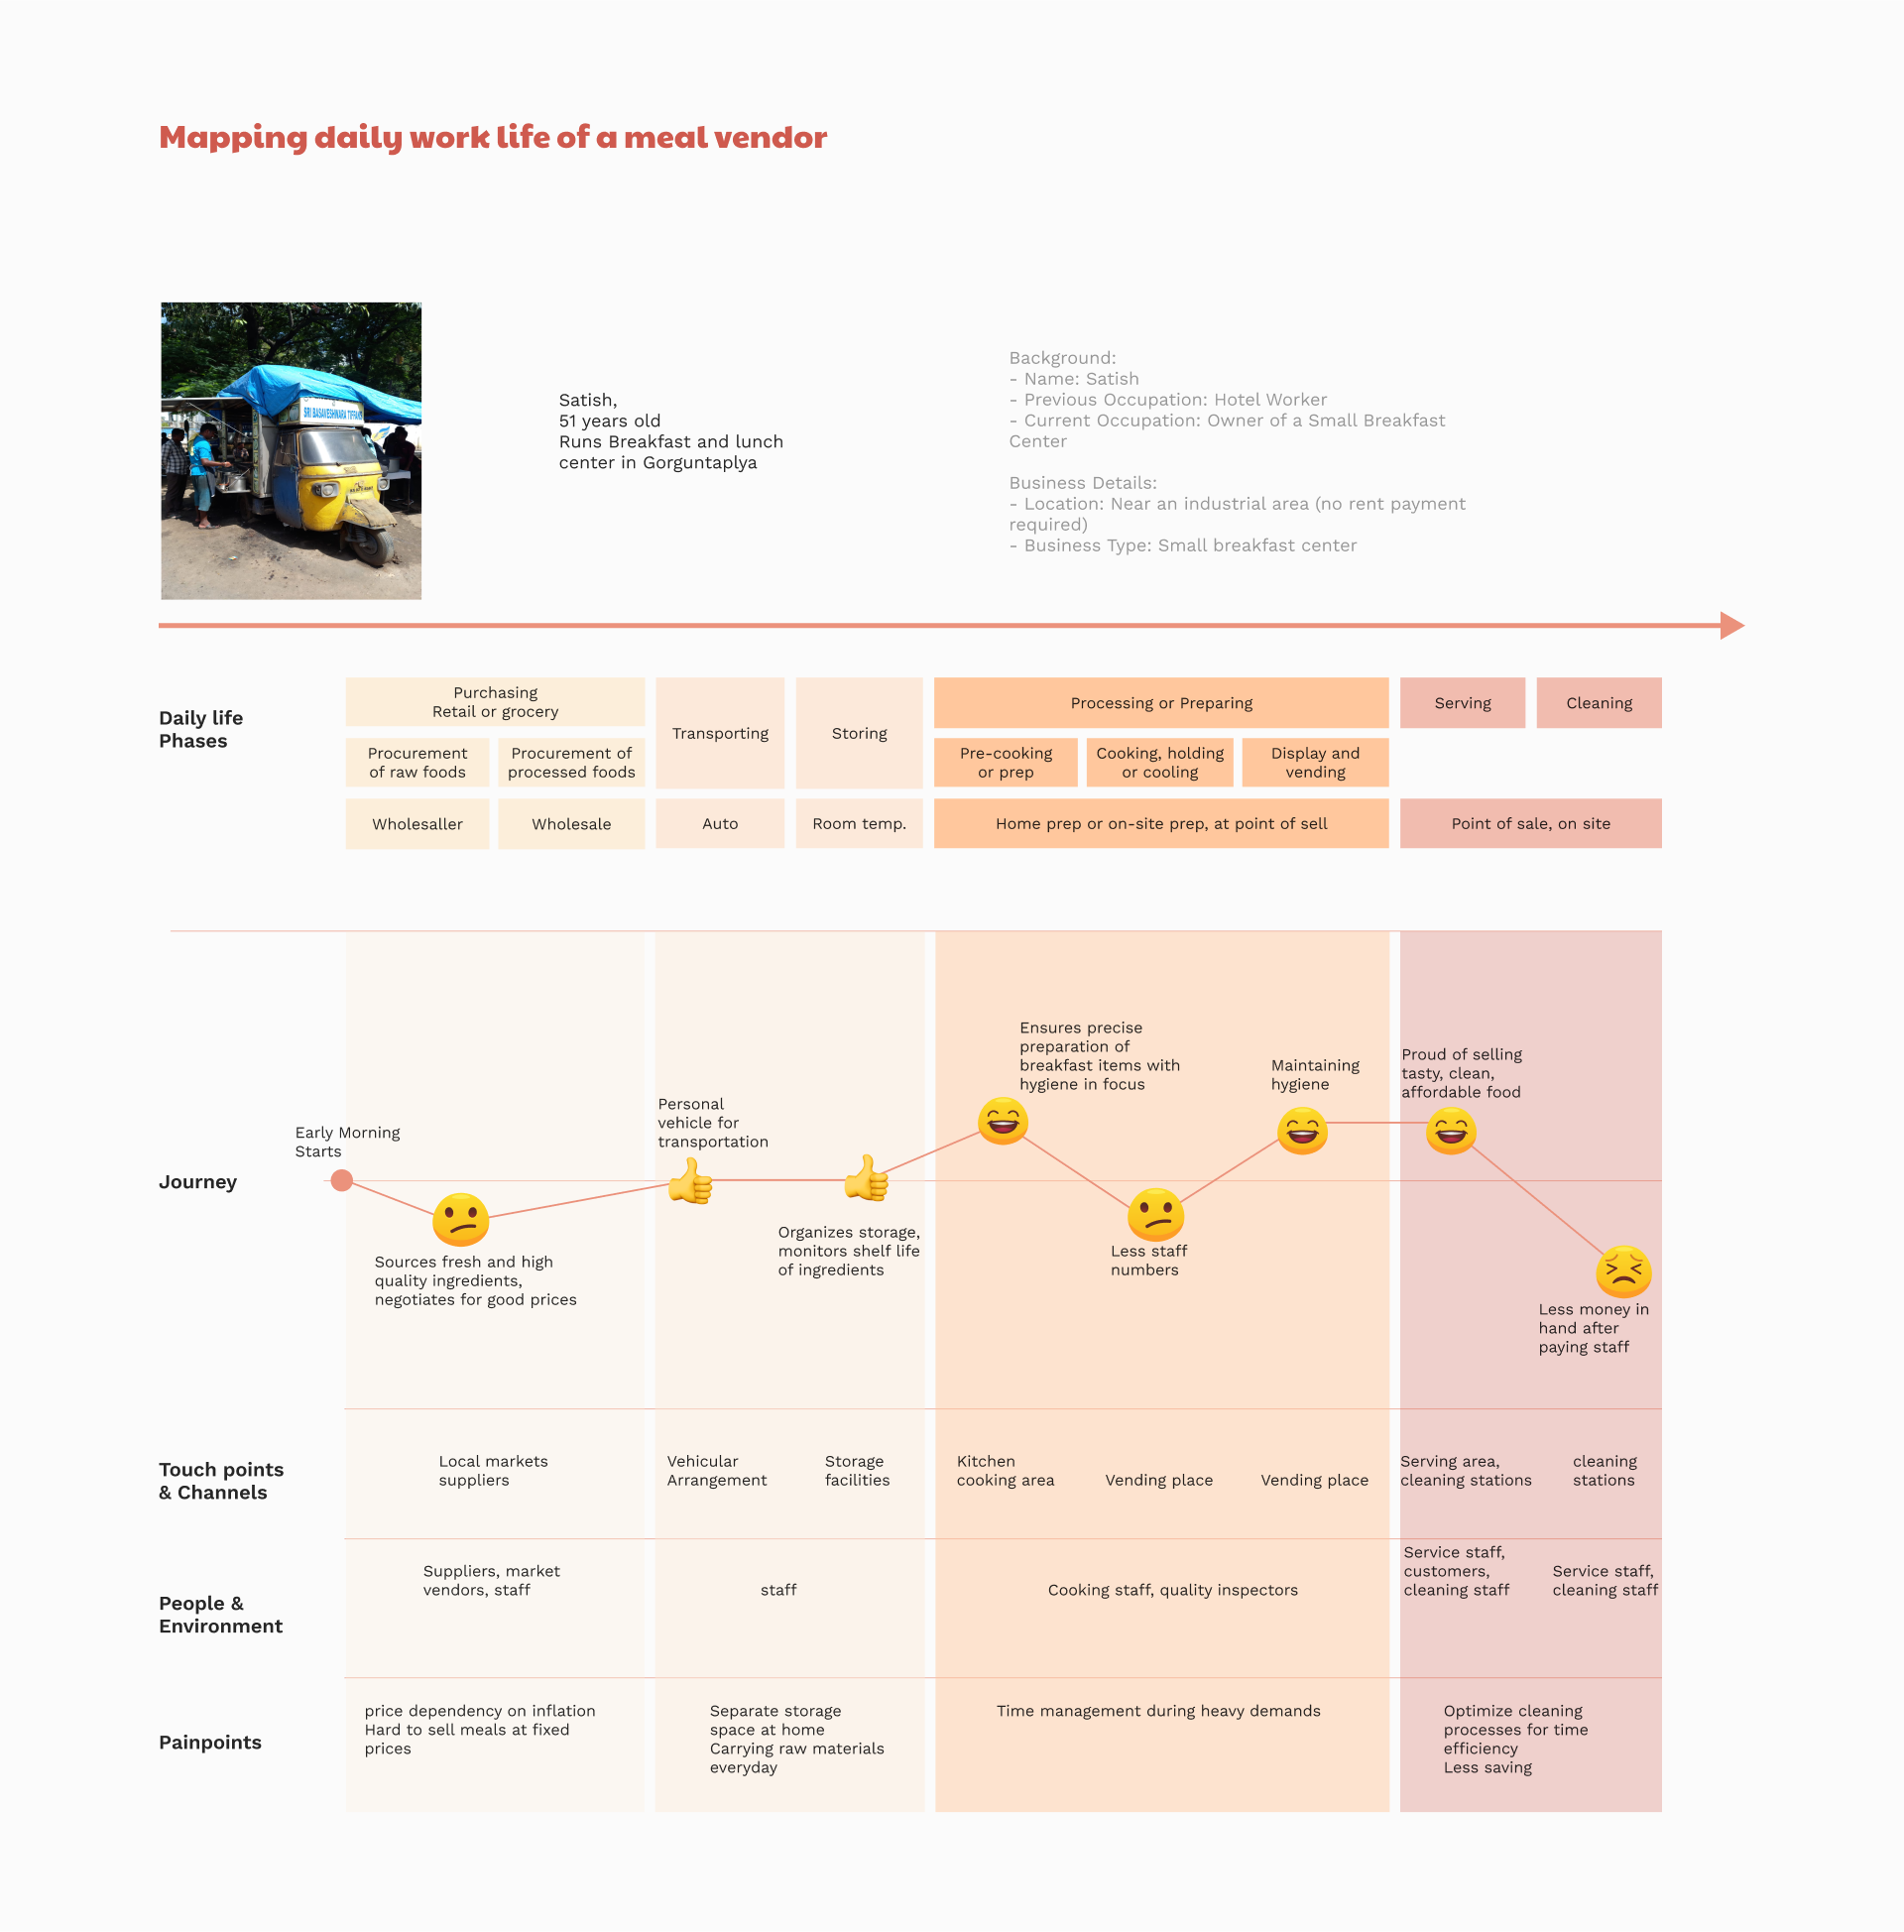 Mapping daily work life of a meal vendor
SRI BASAVESHWARA TIFFANS
Satish,
51 years old
Runs Breakfast and lunch
center in Gorguntaplya
Background:
- Name: Satish
- Previous Occupation: Hotel Worker
- Current Occupation: Owner of a Small Breakfast
Center
Business Details:
- Location: Near an industrial area (no rent payment
required)
- Business Type: Small breakfast center
Daily life
Phases
Purchasing
Retail or grocery
Procurement
of raw foods
Procurement of
processed foods
Wholesaller
Wholesale
Transporting
Auto
Storing
Room temp.
Processing or Preparing
Pre-cooking
or prep
Cooking, holding
or cooling
Display and
vending
Home prep or on-site prep, at point of sell
Serving
Cleaning
Point of sale, on site
Journey
Early Morning
Starts
Sources fresh and high
quality ingredients,
negotiates for good prices
Personal
vehicle for
transportation
Organizes storage,
monitors shelf life
of ingredients
Ensures precise
preparation of
breakfast items with
hygiene in focus
Less staff
numbers
Maintaining
hygiene
Proud of selling
tasty, clean,
affordable food
Less money in
hand after
paying staff
Touch points
& Channels
Local markets
suppliers
Vehicular
Arrangement
Storage
facilities
Kitchen
cooking area
Vending place
Vending place
Serving area,
cleaning stations
cleaning
stations
People &
Environment
Suppliers, market
vendors, staff
staff
Cooking staff, quality inspectors
Service staff,
customers,
cleaning staff
Service staff,
cleaning staff
Painpoints
price dependency on inflation
Hard to sell meals at fixed
prices
Separate storage
space at home
Carrying raw materials
everyday
Time management during heavy demands
Optimize cleaning
processes for time
efficiency
Less saving